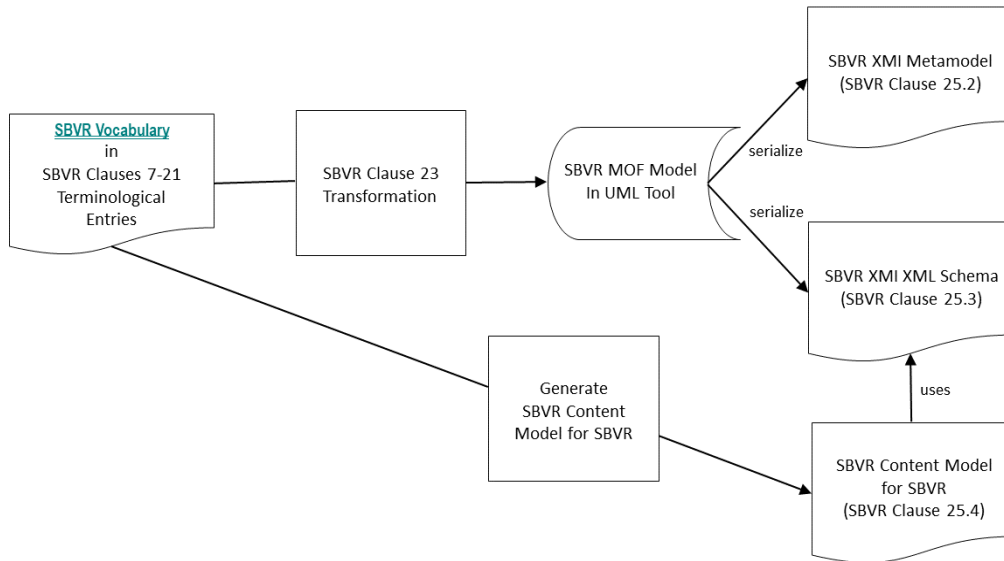 SBVR Vocabulary
in
SBVR Clauses 7-21
Terminological
Entries
SBVR Clause 23
Transformation
SBVR MOF Model
In UML Tool
serialize
serialize
SBVR XMI Metamodel
(SBVR Clause 25.2)
SBVR XMI XML Schema
(SBVR Clause 25.3)
uses
Generate
SBVR Content
Model for SBVR
SBVR Content Model
for SBVR
(SBVR Clause 25.4)